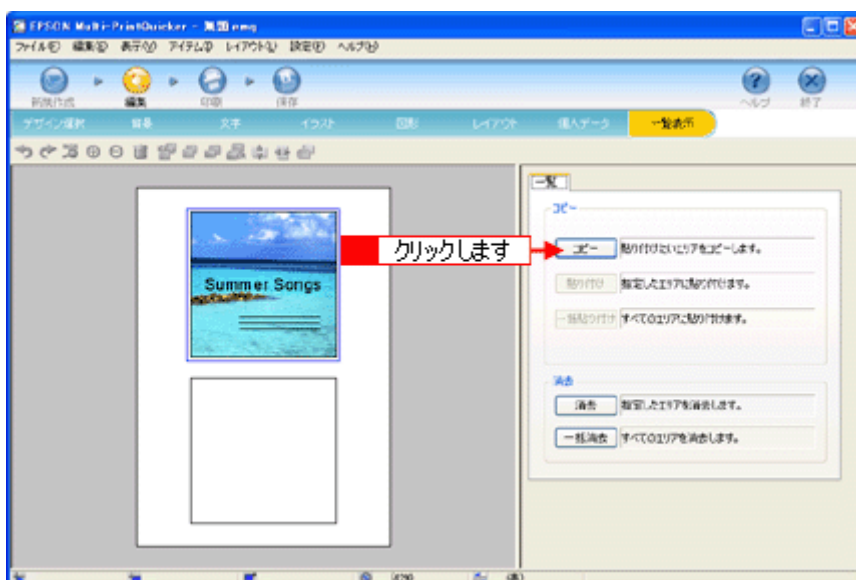 EPSON Multi-PrintQuicker - 無題.emq
ファイル(F) 編集(E) 表示(V) アイテム(I) レイアウト(L) 設定(P) ヘルプ(H)
新規作成 編集 印刷 保存 ヘルプ 終了
デザイン選択 背景 文字 イラスト 図形 レイアウト 個人データ 一覧表示
一覧
コピー
クリックします
コピー 貼り付けたいエリアをコピーします。
貼り付け 指定したエリアに貼り付けます。
一括貼り付け すべてのエリアに貼り付けます。
Summer Songs
消去
消去 指定したエリアを消去します。
一括消去 すべてのエリアを消去します。